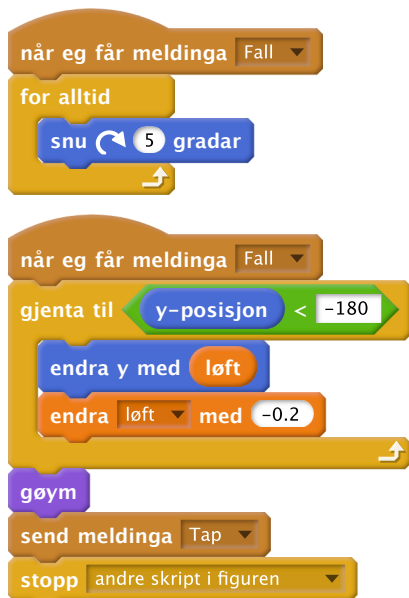 når eg får meldinga Fall
for alltid
snu 5 gradar
når eg får meldinga Fall
gjenta til y-posisjon < -180
endra y med løft
endra løft med -0.2
gøym
send meldinga Tap
stopp andre skript i figuren